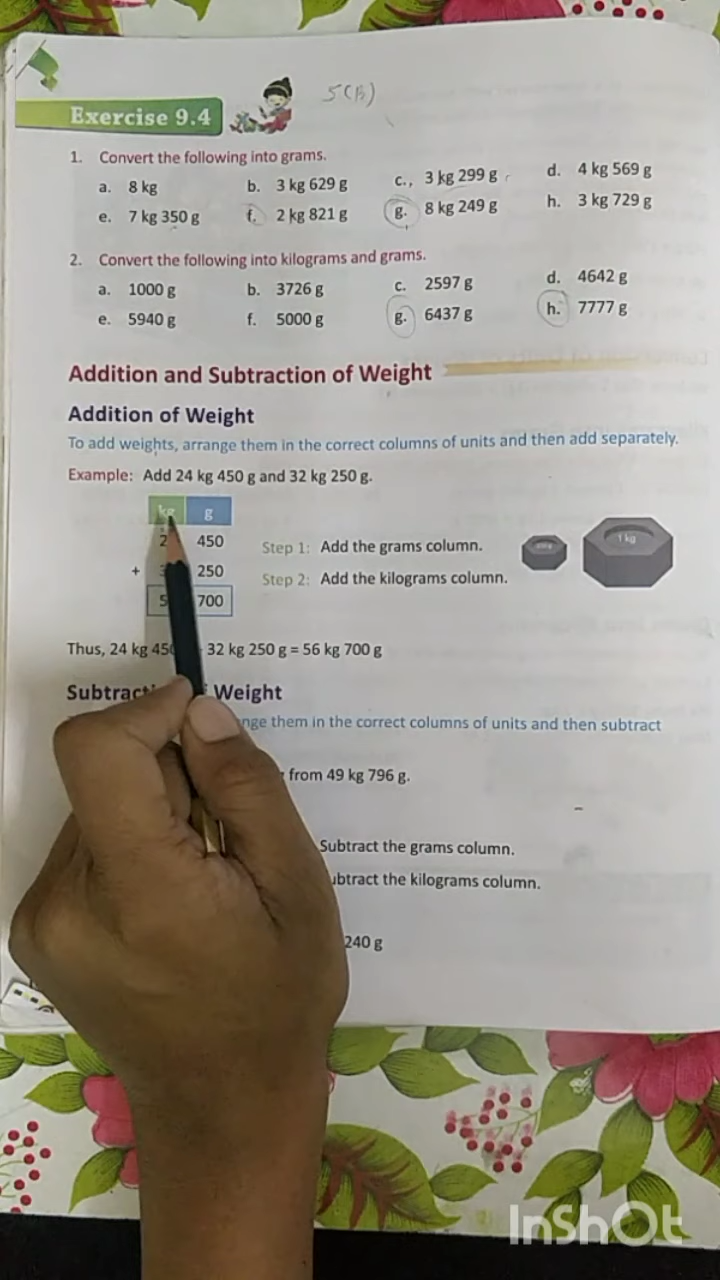 5(B)
Exercise 9.4
1. Convert the following into grams.
a. 8 kg b. 3 kg 629 g c. 3 kg 299 g d. 4 kg 569 g
e. 7 kg 350 g f. 2 kg 821 g g. 8 kg 249 g h. 3 kg 729 g
2. Convert the following into kilograms and grams.
a. 1000 g b. 3726 g c. 2597 g d. 4642 g
e. 5940 g f. 5000 g g. 6437 g h. 7777 g
Addition and Subtraction of Weight
Addition of Weight
To add weights, arrange them in the correct columns of units and then add separately.
Example: Add 24 kg 450 g and 32 kg 250 g.
kg g
2 450 Step 1: Add the grams column.
1 kg
+ 3 250 Step 2: Add the kilograms column.
5 700
Thus, 24 kg 450 32 kg 250 g = 56 kg 700 g
Subtract Weight
them in the correct columns of units and then subtract
from 49 kg 796 g.
Subtract the grams column.
the kilograms column.
240 g
InShOt